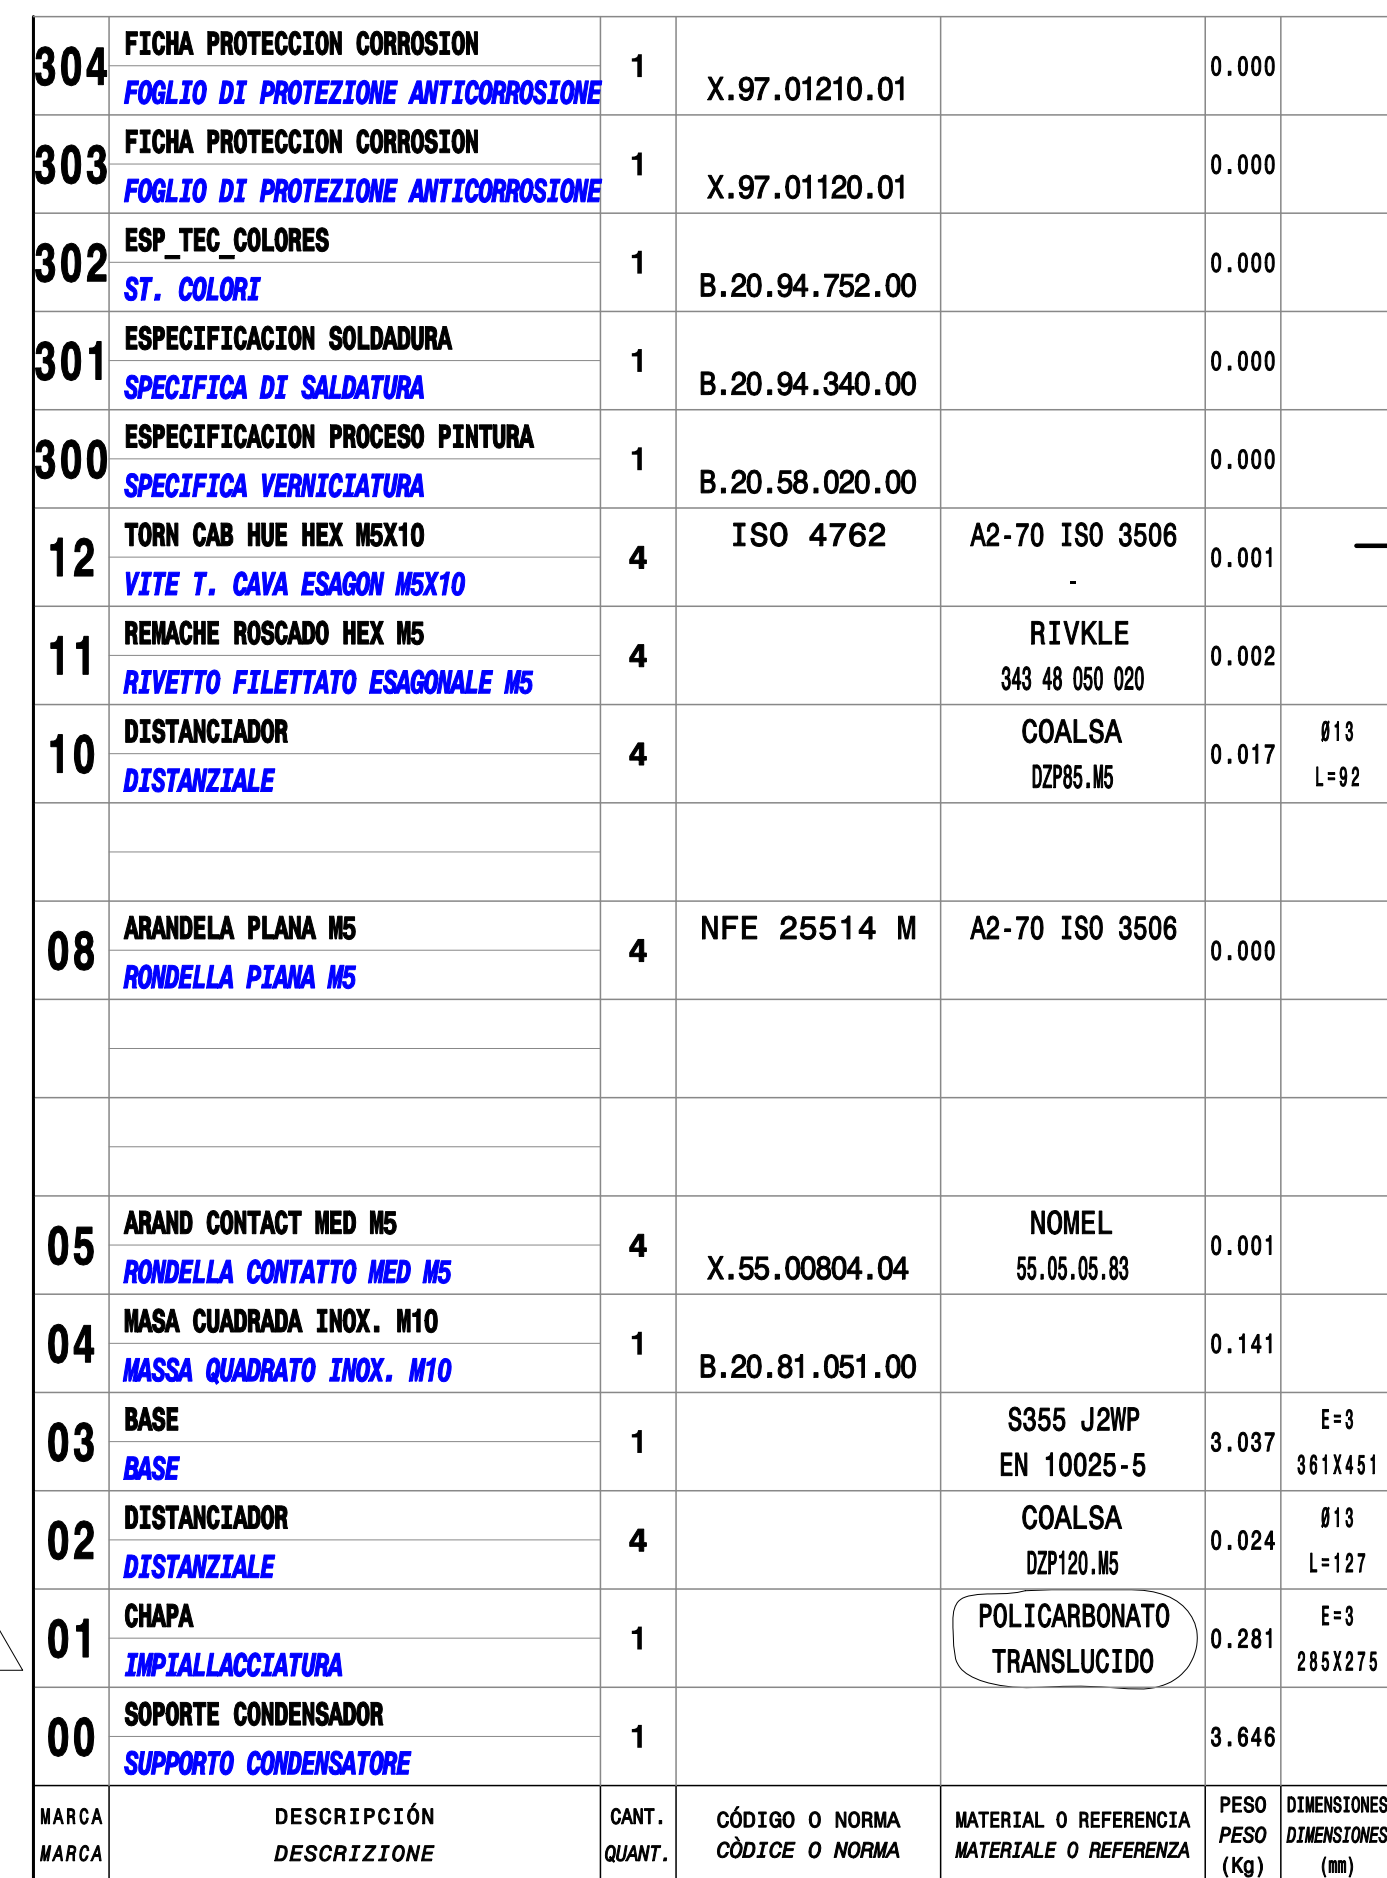 304 FICHA PROTECCION CORROSION 1 0.000
FOGLIO DI PROTEZIONE ANTICORROSIONE X.97.01210.01
303 FICHA PROTECCION CORROSION 1 0.000
FOGLIO DI PROTEZIONE ANTICORROSIONE X.97.01120.01
302 ESP_TEC_COLORES 1 0.000
ST. COLORI B.20.94.752.00
301 ESPECIFICACION SOLDADURA 1 0.000
SPECIFICA DI SALDATURA B.20.94.340.00
300 ESPECIFICACION PROCESO PINTURA 1 0.000
SPECIFICA VERNICIATURA B.20.58.020.00
12 TORN CAB HUE HEX M5X10 4 ISO 4762 A2-70 ISO 3506 0.001
VITE T. CAVA ESAGON M5X10 -
11 REMACHE ROSCADO HEX M5 4 RIVKLE 0.002
RIVETTO FILETTATO ESAGONALE M5 343 48 050 020
10 DISTANCIADOR 4 COALSA 0.017 Ø13
DISTANZIALE DZP85.M5 L=92
08 ARANDELA PLANA M5 4 NFE 25514 M A2-70 ISO 3506 0.000
RONDELLA PIANA M5
05 ARAND CONTACT MED M5 4 NOMEL 0.001
RONDELLA CONTATTO MED M5 X.55.00804.04 55.05.05.83
04 MASA CUADRADA INOX. M10 1 0.141
MASSA QUADRATO INOX. M10 B.20.81.051.00
03 BASE 1 S355 J2WP 3.037 E=3
BASE EN 10025-5 361X451
02 DISTANCIADOR 4 COALSA 0.024 Ø13
DISTANZIALE DZP120.M5 L=127
01 CHAPA 1 POLICARBONATO 0.281 E=3
IMPIALLACCIATURA TRANSLUCIDO 285X275
00 SOPORTE CONDENSADOR 1 3.646
SUPPORTO CONDENSATORE
MARCA DESCRIPCIÓN CANT. CÓDIGO O NORMA MATERIAL O REFERENCIA PESO DIMENSIONES
MARCA DESCRIZIONE QUANT. CÒDICE O NORMA MATERIALE O REFERENZA PESO DIMENSIONES
(Kg) (mm)